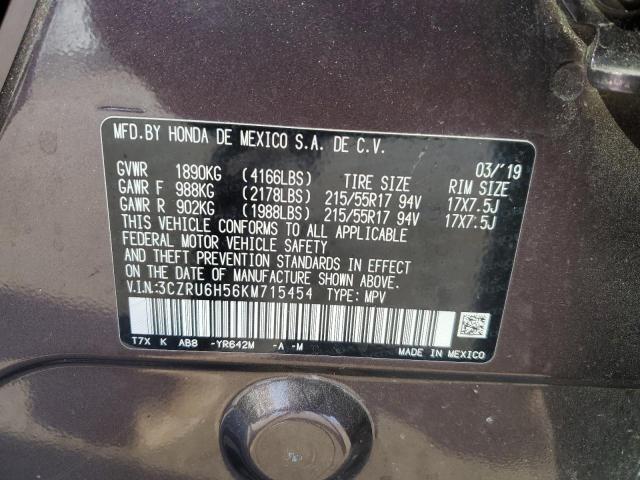 MFD.BY HONDA DE MEXICO S.A. DE C.V.
03/'19
GVWR 1890KG (4166LBS) TIRE SIZE RIM SIZE
GAWR F 988KG (2178LBS) 215/55R17 94V 17X7.5J
GAWR R 902KG (1988LBS) 215/55R17 94V 17X7.5J
THIS VEHICLE CONFORMS TO ALL APPLICABLE
FEDERAL MOTOR VEHICLE SAFETY
AND THEFT PREVENTION STANDARDS IN EFFECT
ON THE DATE OF MANUFACTURE SHOWN ABOVE.
V.I.N.:3CZRU6H56KM715454 TYPE: MPV
T7X K AB8 -YR642M -A -M
MADE IN MEXICO